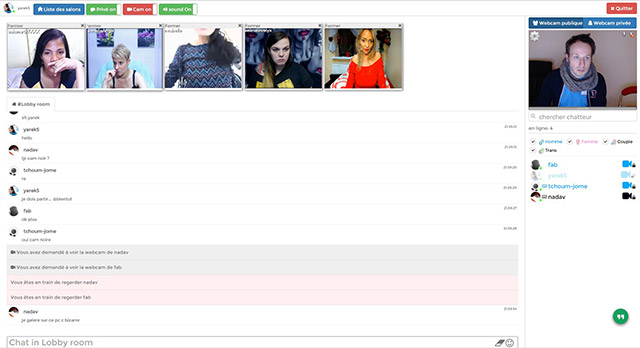 yarek5
Liste des salons
Privé on
Cam on
sound On
Quitter
Fermer
Fermer
Fermer
Fermer
Fermer
Webcam publique
Webcam privée
#Lobby room
chercher chatteur
en ligne: 4
Homme
Femme
Couple
Trans
fab
yarek5
tchoum-jome
nadav
slt yarek
yarek5
hello
nadav
tjr cam noir ?
tchoum-jome
re
yarek5
je dois partir... @bientot
fab
ok plus
tchoum-jome
oui cam noire
Vous avez demandé à voir la webcam de nadav
Vous avez demandé à voir la webcam de fab
Vous êtes en train de regarder nadav
Vous êtes en train de regarder fab
nadav
je galere sur ce pc c bizarre
Chat in Lobby room